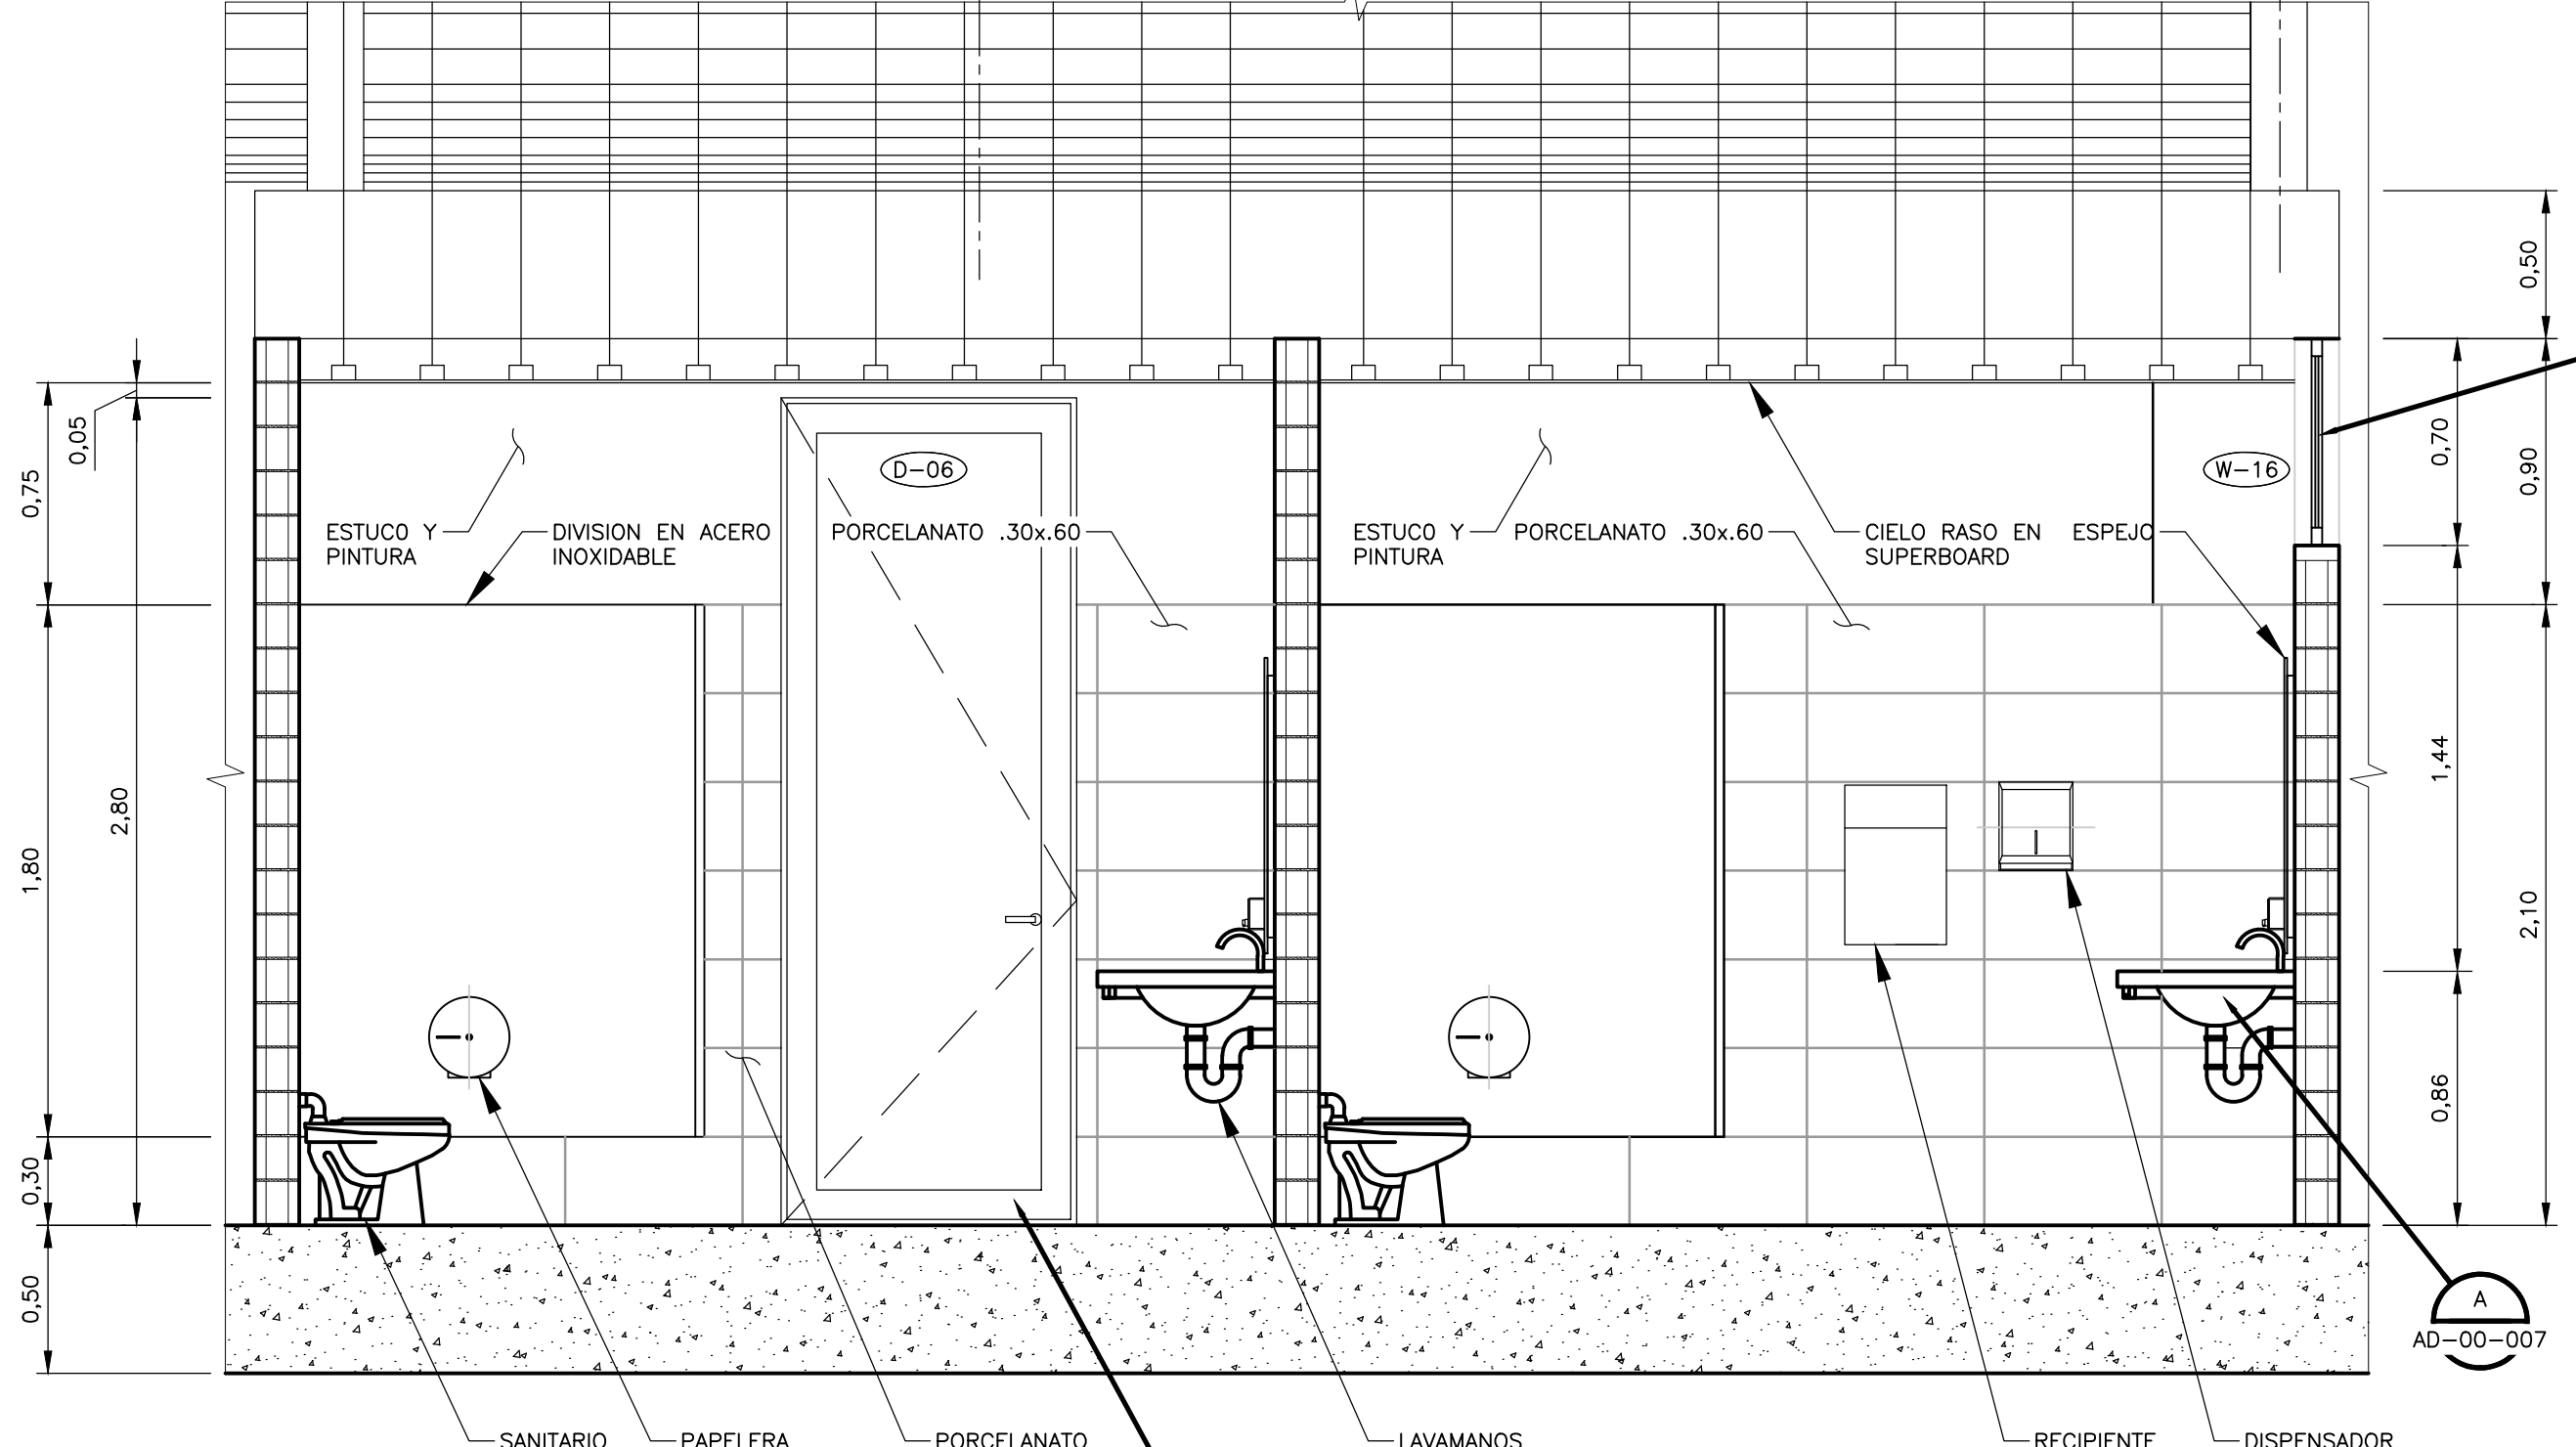 0,50
0,05
0,70
0,75
0,90
D-06
W-16
ESTUCO Y
PINTURA
DIVISION EN ACERO
INOXIDABLE
PORCELANATO .30x.60
ESTUCO Y
PINTURA
PORCELANATO .30x.60
CIELO RASO EN
SUPERBOARD
ESPEJO
2,80
1,44
1,80
2,10
0,86
0,30
0,50
A
AD-00-007
SANITARIO
PAPELERA
PORCELANATO
LAVAMANOS
RECIPIENTE
DISPENSADOR